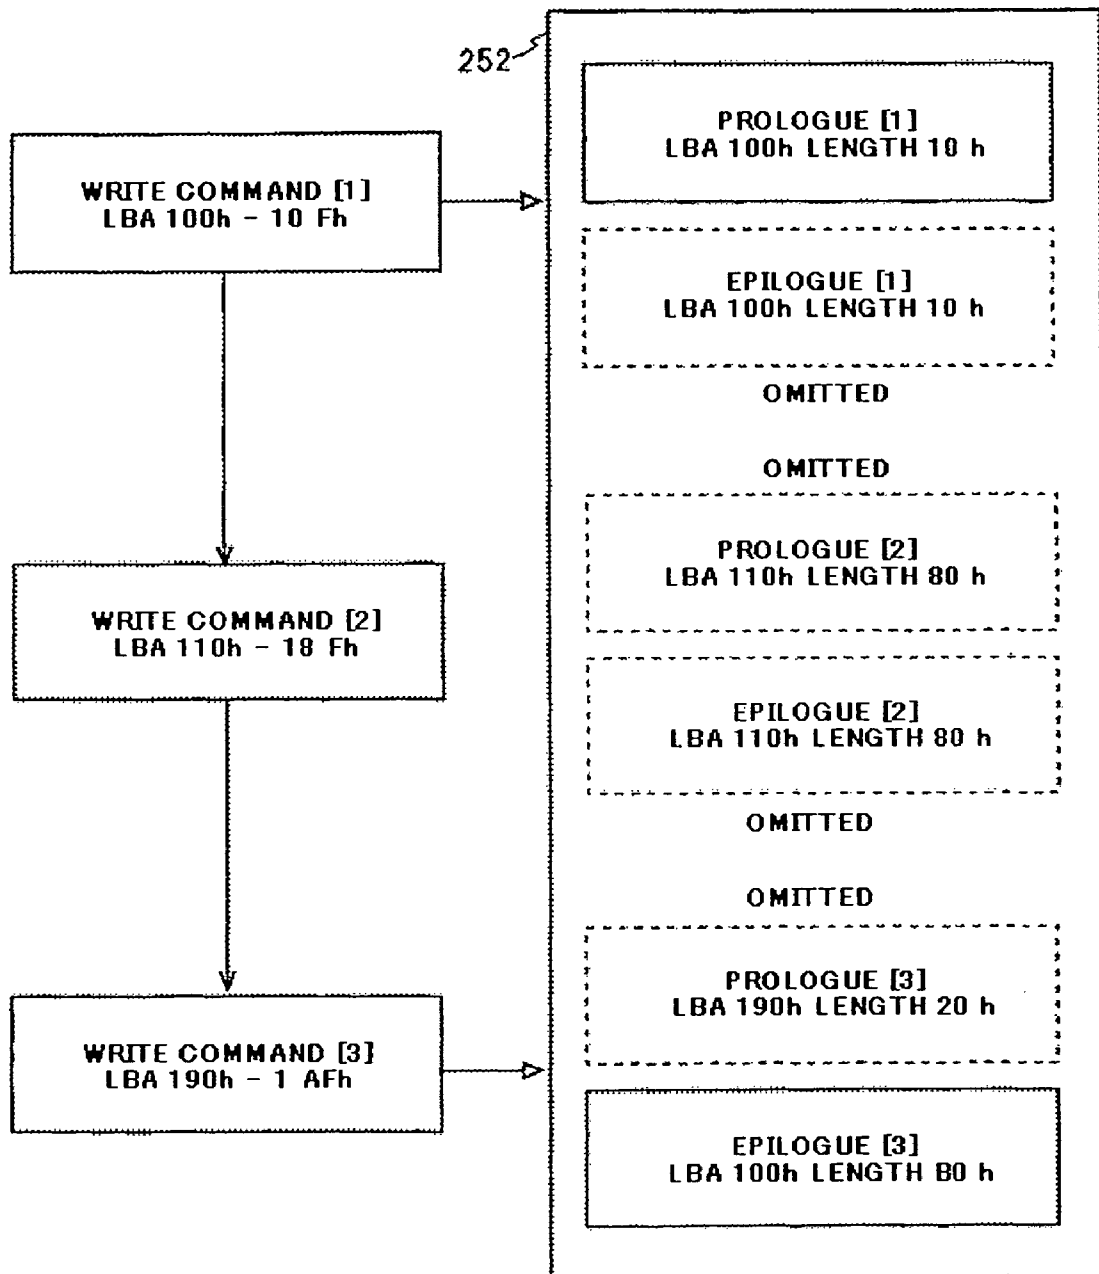 252
PROLOGUE [1]
LBA 100h LENGTH 10 h
WRITE COMMAND [1]
LBA 100h – 10 Fh
EPILOGUE [1]
LBA 100h LENGTH 10 h
OMITTED
OMITTED
PROLOGUE [2]
LBA 110h LENGTH 80 h
WRITE COMMAND [2]
LBA 110h – 18 Fh
EPILOGUE [2]
LBA 110h LENGTH 80 h
OMITTED
OMITTED
PROLOGUE [3]
LBA 190h LENGTH 20 h
WRITE COMMAND [3]
LBA 190h – 1 AFh
EPILOGUE [3]
LBA 100h LENGTH B0 h